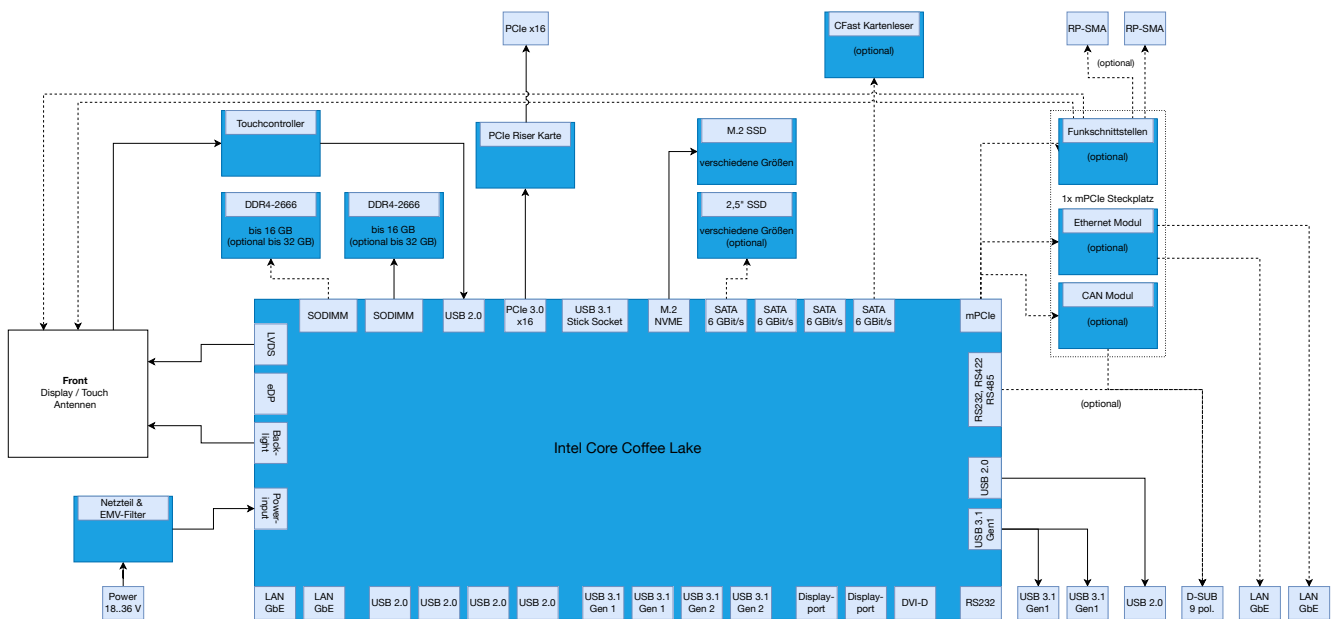 PCIe x16
CFast Kartenleser
(optional)
RP-SMA
RP-SMA
(optional)
Touchcontroller
PCIe Riser Karte
M.2 SSD
verschiedene Größen
Funkschnittstellen
(optional)
DDR4-2666
bis 16 GB
(optional bis 32 GB)
DDR4-2666
bis 16 GB
(optional bis 32 GB)
2,5" SSD
verschiedene Größen
(optional)
1x mPCIe Steckplatz
Ethernet Modul
(optional)
CAN Modul
(optional)
SODIMM
SODIMM
USB 2.0
PCIe 3.0
x16
USB 3.1
Stick Socket
M.2
NVME
SATA
6 GBit/s
SATA
6 GBit/s
SATA
6 GBit/s
SATA
6 GBit/s
mPCIe
LVDS
eDP
Back-
light
Power-
input
Front
Display / Touch
Antennen
RS232, RS422
RS485
(optional)
Intel Core Coffee Lake
USB 2.0
USB 3.1
Gen1
Netzteil &
EMV-Filter
Power
18..36 V
LAN
GbE
LAN
GbE
USB 2.0
USB 2.0
USB 2.0
USB 2.0
USB 3.1
Gen 1
USB 3.1
Gen 1
USB 3.1
Gen 2
USB 3.1
Gen 2
Display-
port
Display-
port
DVI-D
RS232
USB 3.1
Gen1
USB 3.1
Gen1
USB 2.0
D-SUB
9 pol.
LAN
GbE
LAN
GbE